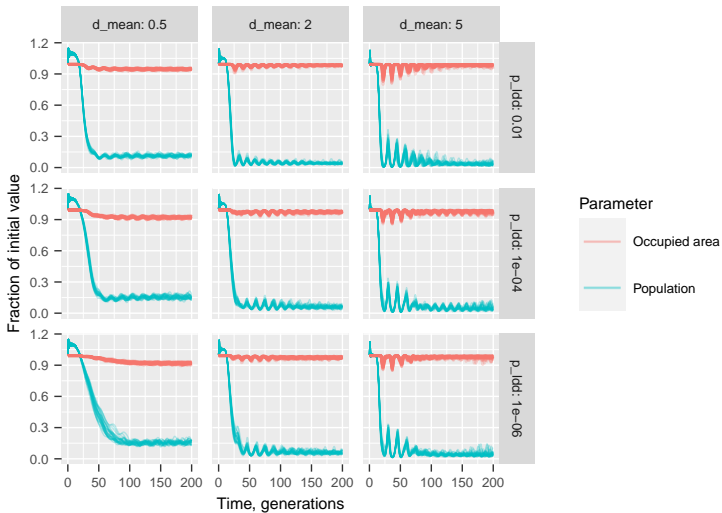 d_mean: 0.5 d_mean: 2 d_mean: 5
1.2
0.9
0.6
0.3
0.0
p_ldd: 0.01
1.2
0.9
0.6
0.3
0.0
p_ldd: 1e−04
1.2
0.9
0.6
0.3
0.0
p_ldd: 1e−06
0 50 100 150 200 0 50 100 150 200 0 50 100 150 200
Time, generations
Fraction of initial value
Parameter
Occupied area
Population